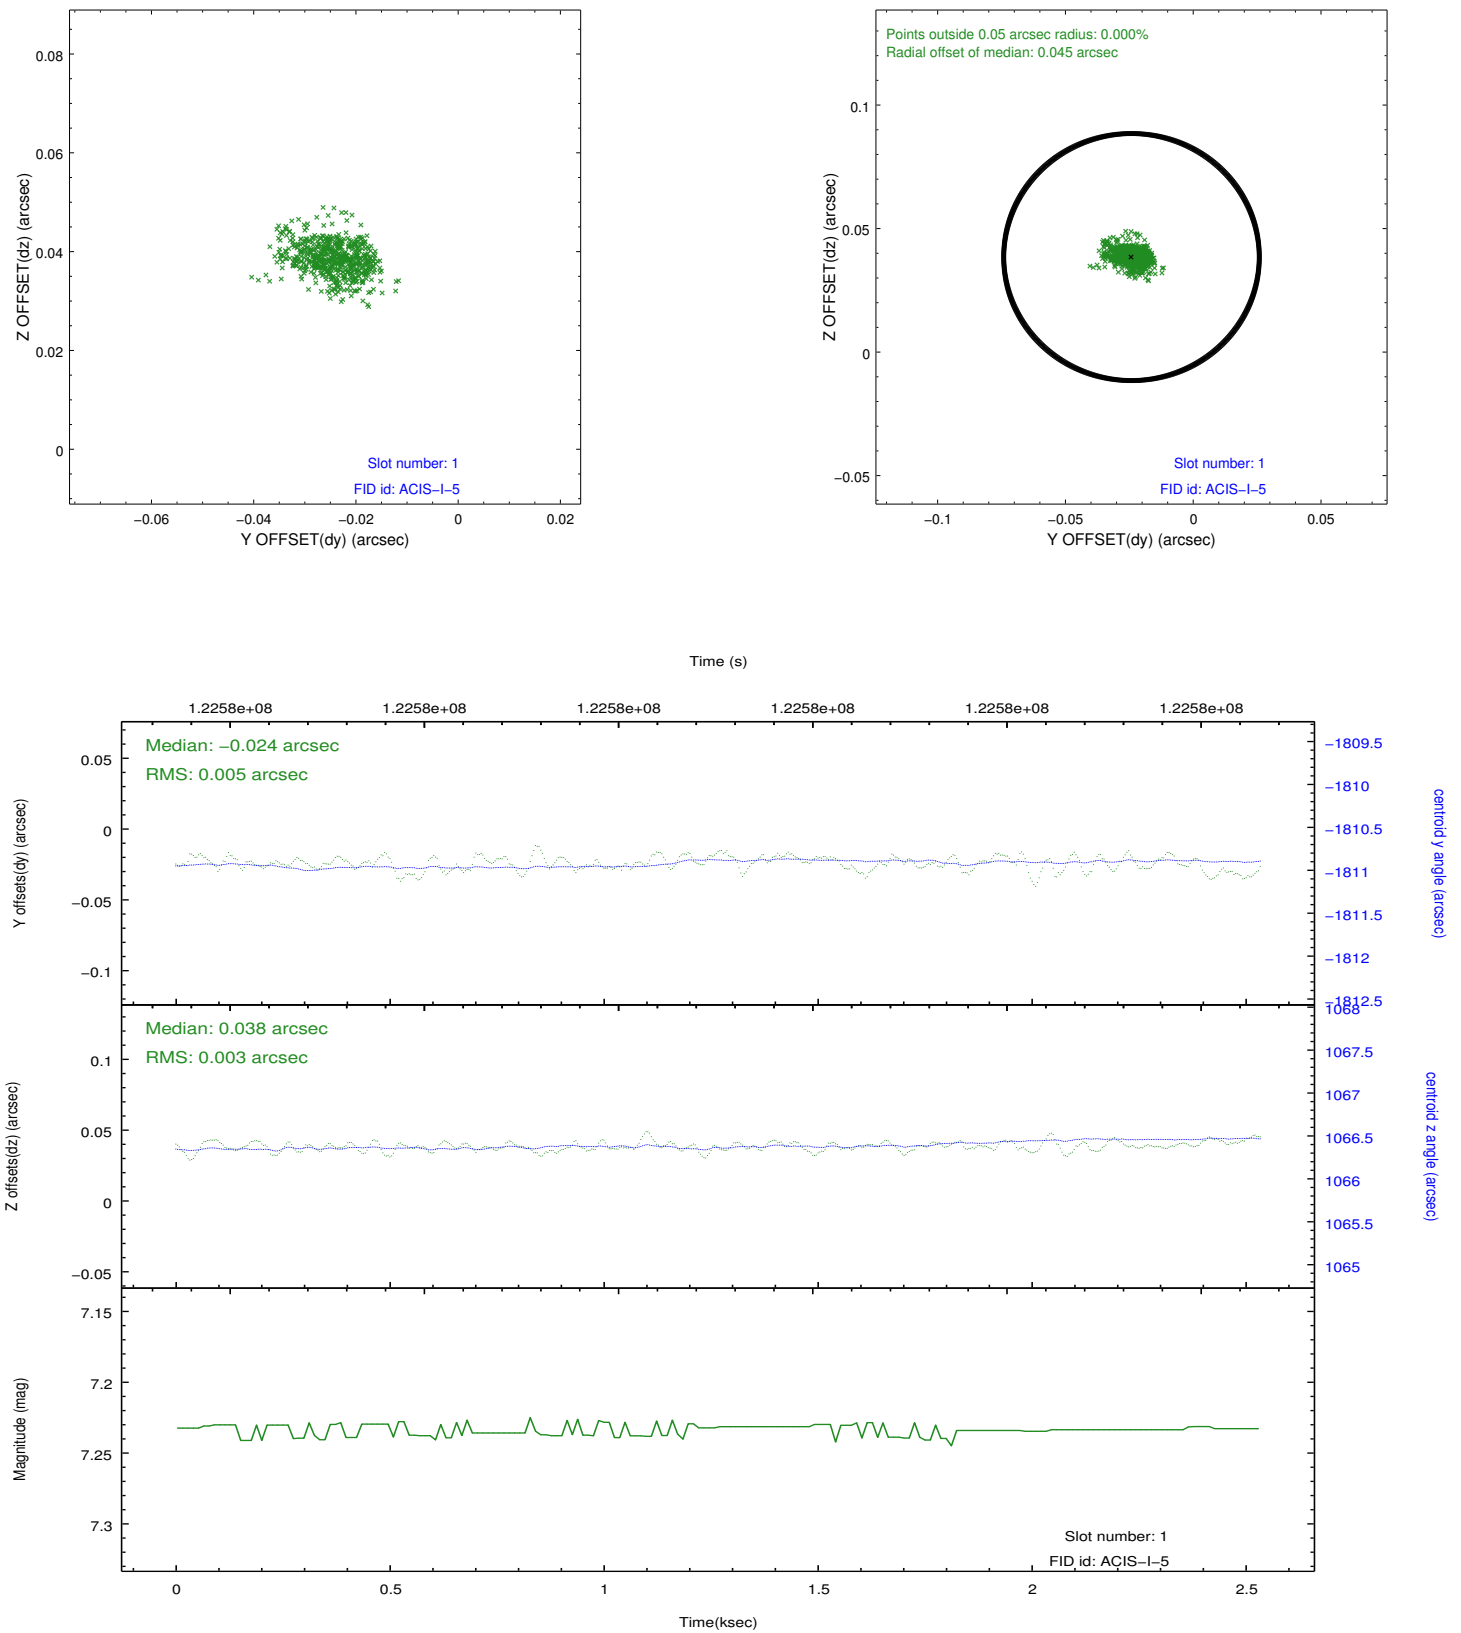 0.08
0.06
0.04
0.02
0
Z OFFSET(dz) (arcsec)
Slot number: 1
FID id: ACIS−I−5
−0.06 −0.04 −0.02 0 0.02
Y OFFSET(dy) (arcsec)
Points outside 0.05 arcsec radius: 0.000%
Radial offset of median: 0.045 arcsec
0.1
0.05
0
−0.05
Z OFFSET(dz) (arcsec)
Slot number: 1
FID id: ACIS−I−5
−0.1 −0.05 0 0.05
Y OFFSET(dy) (arcsec)
Time (s)
1.2258e+08 1.2258e+08 1.2258e+08 1.2258e+08 1.2258e+08 1.2258e+08
Median: −0.024 arcsec
RMS: 0.005 arcsec
0.05
0
−0.05
−0.1
Y offsets(dy) (arcsec)
−1809.5
−1810
−1810.5
−1811
−1811.5
−1812
−1812.5
centroid y angle (arcsec)
Median: 0.038 arcsec
RMS: 0.003 arcsec
0.1
0.05
0
−0.05
Z offsets(dz) (arcsec)
1068
1067.5
1067
1066.5
1066
1065.5
1065
centroid z angle (arcsec)
7.15
7.2
7.25
7.3
Magnitude (mag)
Slot number: 1
FID id: ACIS−I−5
0 0.5 1 1.5 2 2.5
Time(ksec)